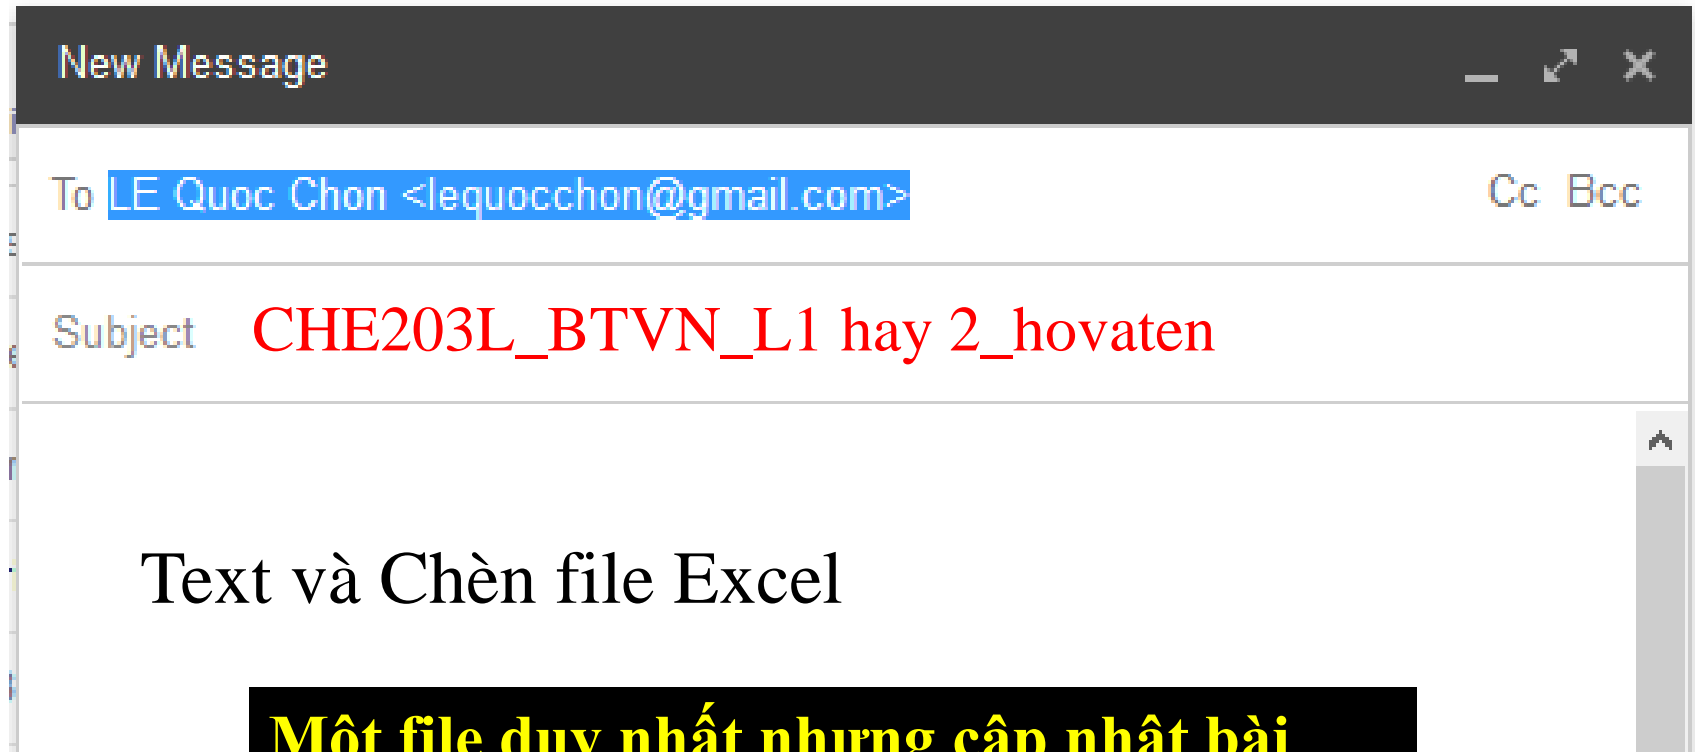 New Message
To LE Quoc Chon <lequocchon@gmail.com> Cc Bcc
Subject CHE203L_BTVN_L1 hay 2_hovaten
Text và Chèn file Excel
Một file duy nhất nhưng cập nhật bài